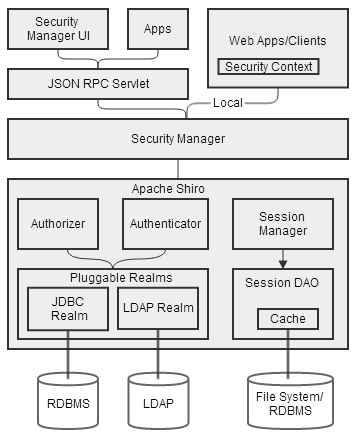 Security
Manager UI
Apps
Web Apps/Clients
Security Context
JSON RPC Servlet
Local
Security Manager
Apache Shiro
Authorizer
Authenticator
Session
Manager
Pluggable Realms
JDBC
Realm
LDAP Realm
Session DAO
Cache
RDBMS
LDAP
File System/
RDBMS